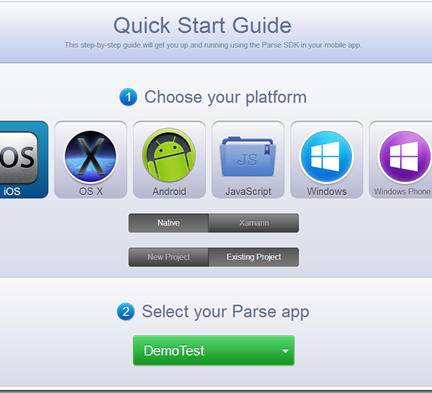 Quick Start Guide
This step-by-step guide will get you up and running using the Parse SDK in your mobile app.
1 Choose your platform
iOS
X
JS
iOS OS X Android JavaScript Windows Windows Phone
Native Xamarin
New Project Existing Project
2 Select your Parse app
DemoTest